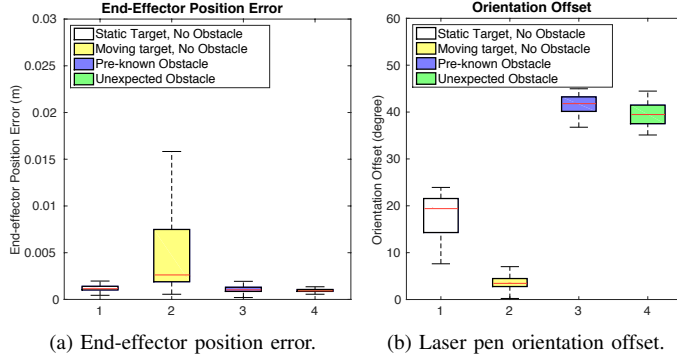 End-Effector Position Error
0.03
0.025
0.02
0.015
0.01
0.005
0
End-effector Position Error (m)
Static Target, No Obstacle
Moving target, No Obstacle
Pre-known Obstacle
Unexpected Obstacle
1 2 3 4
(a) End-effector position error.
Orientation Offset
60
50
40
30
20
10
0
Orientation Offset (degree)
Static Target, No Obstacle
Moving target, No Obstacle
Pre-known Obstacle
Unexpected Obstacle
1 2 3 4
(b) Laser pen orientation offset.